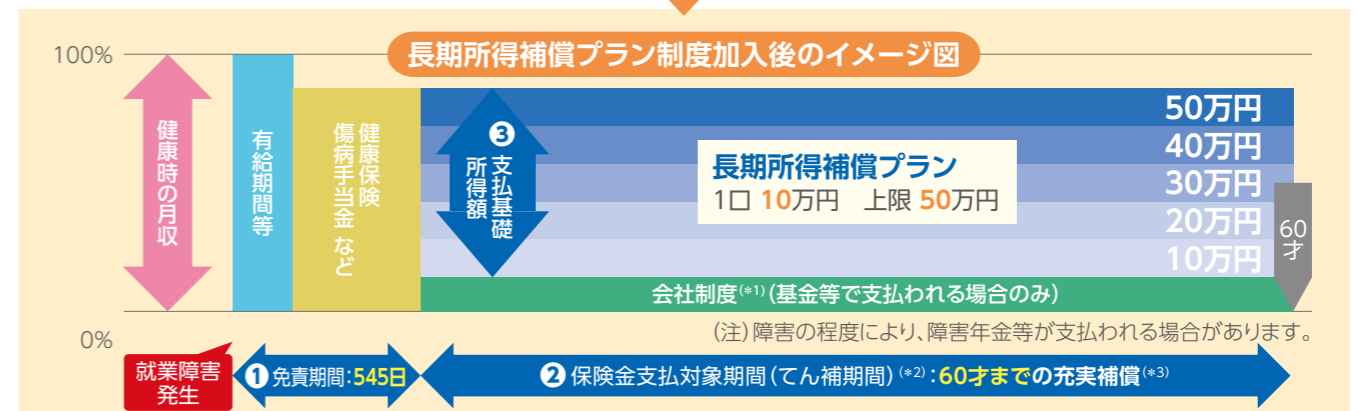 長期所得補償プラン制度加入後のイメージ図
100%
健康時の月収
有給期間等
健康保険
傷病手当金 など
❸支払基礎
所得額
50万円
40万円
30万円
20万円
10万円
長期所得補償プラン
1口 10万円 上限 50万円
60才
会社制度(*1)(基金等で支払われる場合のみ)
0%
(注)障害の程度により、障害年金等が支払われる場合があります。
就業障害
発生
❶免責期間:545日
❷保険金支払対象期間(てん補期間)(*2):60才までの充実補償(*3)